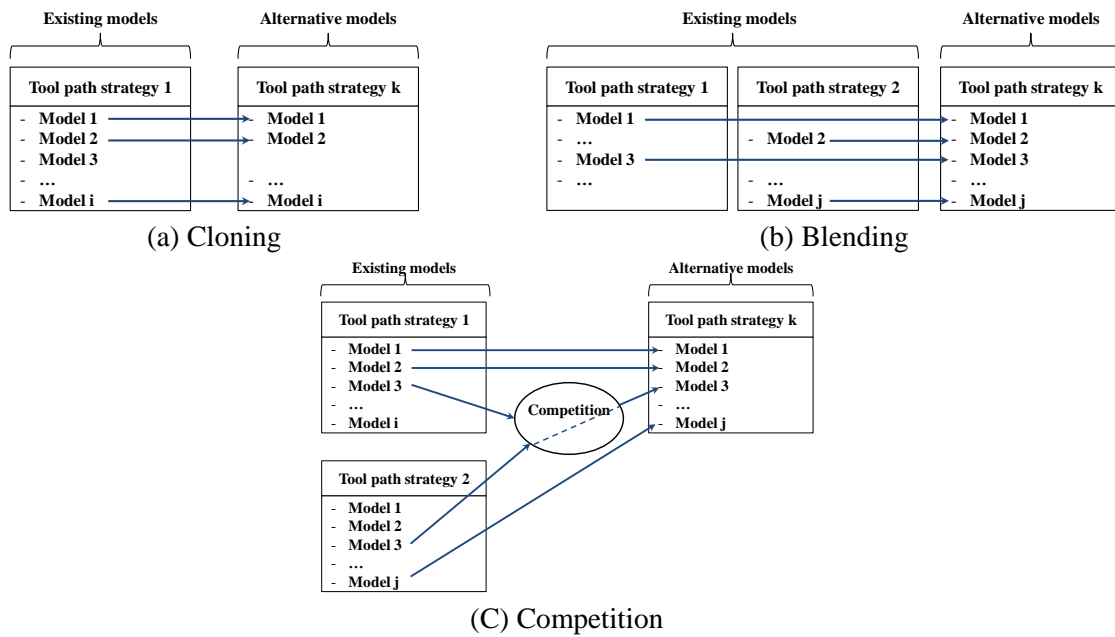 Existing models
Alternative models
Tool path strategy 1
Tool path strategy k
- Model 1
- Model 2
- Model 3
- ...
- Model i
- Model 1
- Model 2
- ...
- Model i
(a) Cloning
Existing models
Alternative models
Tool path strategy 1
Tool path strategy 2
Tool path strategy k
- Model 1
- ...
- Model 3
- ...
- Model 2
- ...
- Model j
- Model 1
- Model 2
- Model 3
- ...
- Model j
(b) Blending
Existing models
Alternative models
Tool path strategy 1
Tool path strategy k
- Model 1
- Model 2
- Model 3
- ...
- Model i
Competition
- Model 1
- Model 2
- Model 3
- ...
- Model j
Tool path strategy 2
- Model 1
- Model 2
- Model 3
- ...
- Model j
(C) Competition